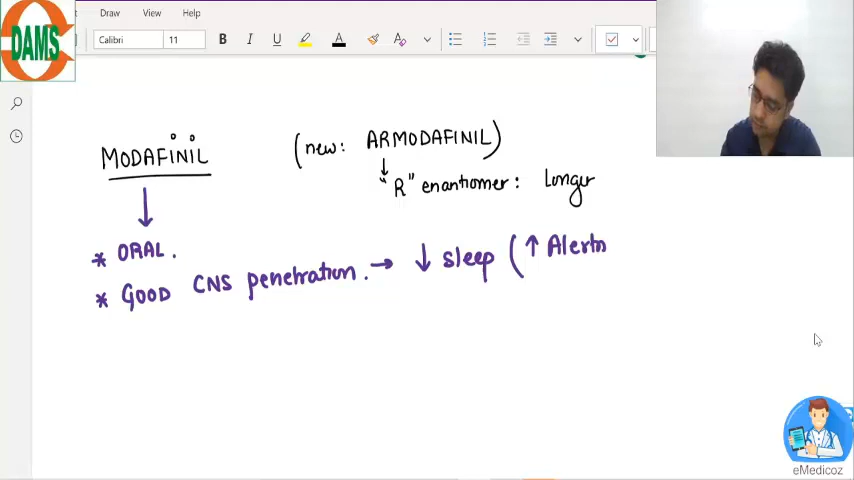 Draw View Help
DAMS
Calibri 11 B I U A A
MODAFINIL (new: ARMODAFINIL)
"R" enantiomer: Longer
* ORAL.
* GOOD CNS penetration. → ↓ sleep (↑ Alertn
eMedicoz